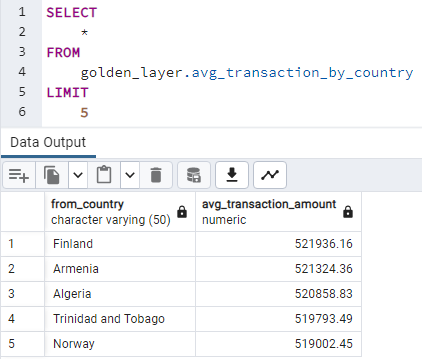 1 SELECT
2 *
3 FROM
4 golden_layer.avg_transaction_by_country
5 LIMIT
6 5
Data Output
from_country avg_transaction_amount
character varying (50) numeric
1 Finland 521936.16
2 Armenia 521324.36
3 Algeria 520858.83
4 Trinidad and Tobago 519793.49
5 Norway 519002.45